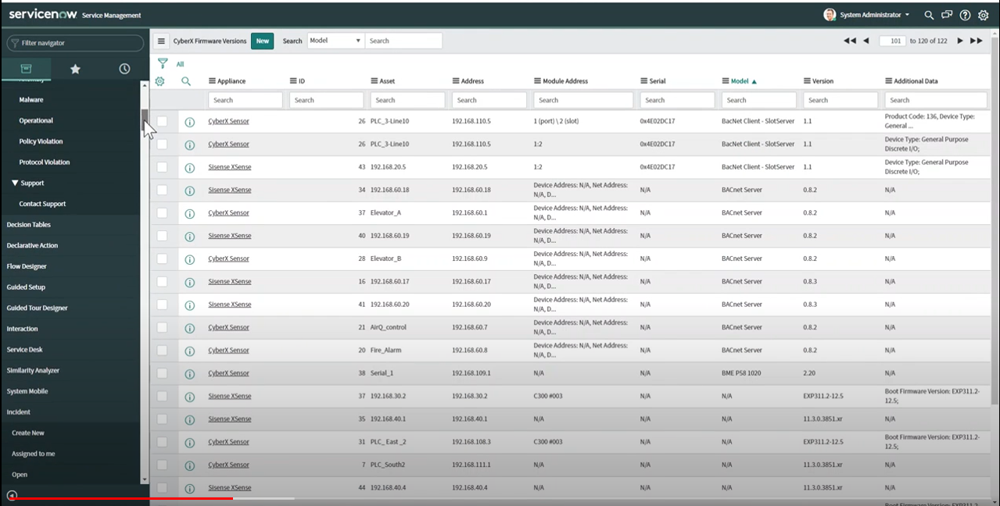 servicenow Service Management
System Administrator
Filter navigator
Malware
Operational
Policy Violation
Protocol Violation
Support
Contact Support
Decision Tables
Declarative Action
Flow Designer
Guided Setup
Guided Tour Designer
Interaction
Service Desk
Similarity Analyzer
System Mobile
Incident
Create New
Assigned to me
Open
CyberX Firmware Versions New Search Model Search 101 to 120 of 122
All
Appliance ID Asset Address Module Address Serial Model Version Additional Data
Search Search Search Search Search Search Search Search Search
CyberX Sensor 26 PLC_3-Line10 192.168.110.5 1 (port) \ 2 (slot) 0x4E02DC17 BacNet Client - SlotServer 1.1 Product Code: 136, Device Type:
General ...
CyberX Sensor 26 PLC_3-Line10 192.168.110.5 1:2 0x4E02DC17 BacNet Client - SlotServer 1.1 Device Type: General Purpose
Discrete I/O;
Sisense XSense 43 192.168.20.5 192.168.20.5 1:2 0x4E02DC17 BacNet Client - SlotServer 1.1 Device Type: General Purpose
Discrete I/O;
Sisense XSense 34 192.168.60.18 192.168.60.18 Device Address: N/A, Net Address:
N/A, D... N/A BACnet Server 0.8.2 N/A
CyberX Sensor 37 Elevator_A 192.168.60.1 Device Address: N/A, Net Address:
N/A, D... N/A BACnet Server 0.8.2 N/A
Sisense XSense 40 192.168.60.19 192.168.60.19 Device Address: N/A, Net Address:
N/A, D... N/A BACnet Server 0.8.2 N/A
CyberX Sensor 28 Elevator_B 192.168.60.9 Device Address: N/A, Net Address:
N/A, D... N/A BACnet Server 0.8.2 N/A
Sisense XSense 16 192.168.60.17 192.168.60.17 Device Address: N/A, Net Address:
N/A, D... N/A BACnet Server 0.8.3 N/A
Sisense XSense 41 192.168.60.20 192.168.60.20 Device Address: N/A, Net Address:
N/A, D... N/A BACnet Server 0.8.3 N/A
CyberX Sensor 21 AirQ_control 192.168.60.7 Device Address: N/A, Net Address:
N/A, D... N/A BACnet Server 0.8.2 N/A
CyberX Sensor 20 Fire_Alarm 192.168.60.8 Device Address: N/A, Net Address:
N/A, D... N/A BACnet Server 0.8.2 N/A
CyberX Sensor 38 Serial_1 192.168.109.1 N/A N/A BME P58 1020 2.20 N/A
Sisense XSense 37 192.168.30.2 192.168.30.2 C300 #003 N/A N/A EXP311.2-12.5 Boot Firmware Version: EXP311.2-
12.5;
Sisense XSense 35 192.168.40.1 192.168.40.1 N/A N/A N/A 11.3.0.3851.xr N/A
CyberX Sensor 31 PLC_ East _2 192.168.108.3 C300 #003 N/A N/A EXP311.2-12.5 Boot Firmware Version: EXP311.2-
12.5;
CyberX Sensor 7 PLC_South2 192.168.111.1 N/A N/A N/A 11.3.0.3851.xr N/A
Sisense XSense 44 192.168.40.4 192.168.40.4 N/A N/A N/A 11.3.0.3851.xr N/A